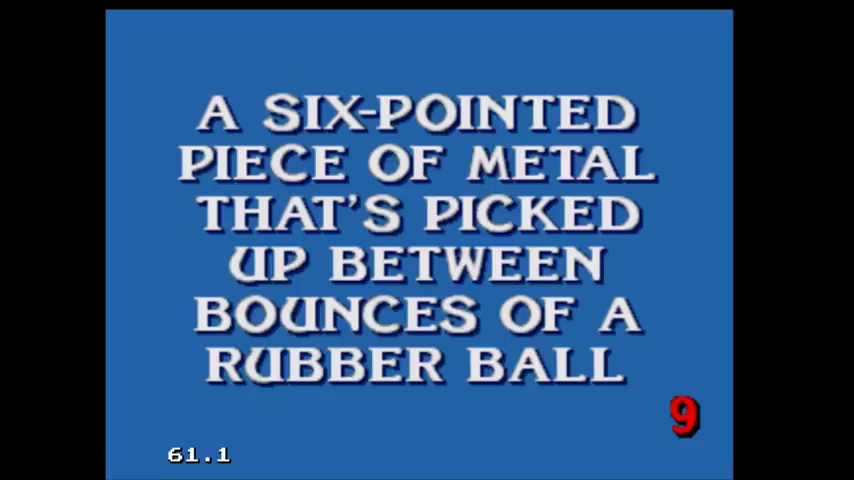 A SIX-POINTED
PIECE OF METAL
THAT'S PICKED
UP BETWEEN
BOUNCES OF A
RUBBER BALL
9
61.1